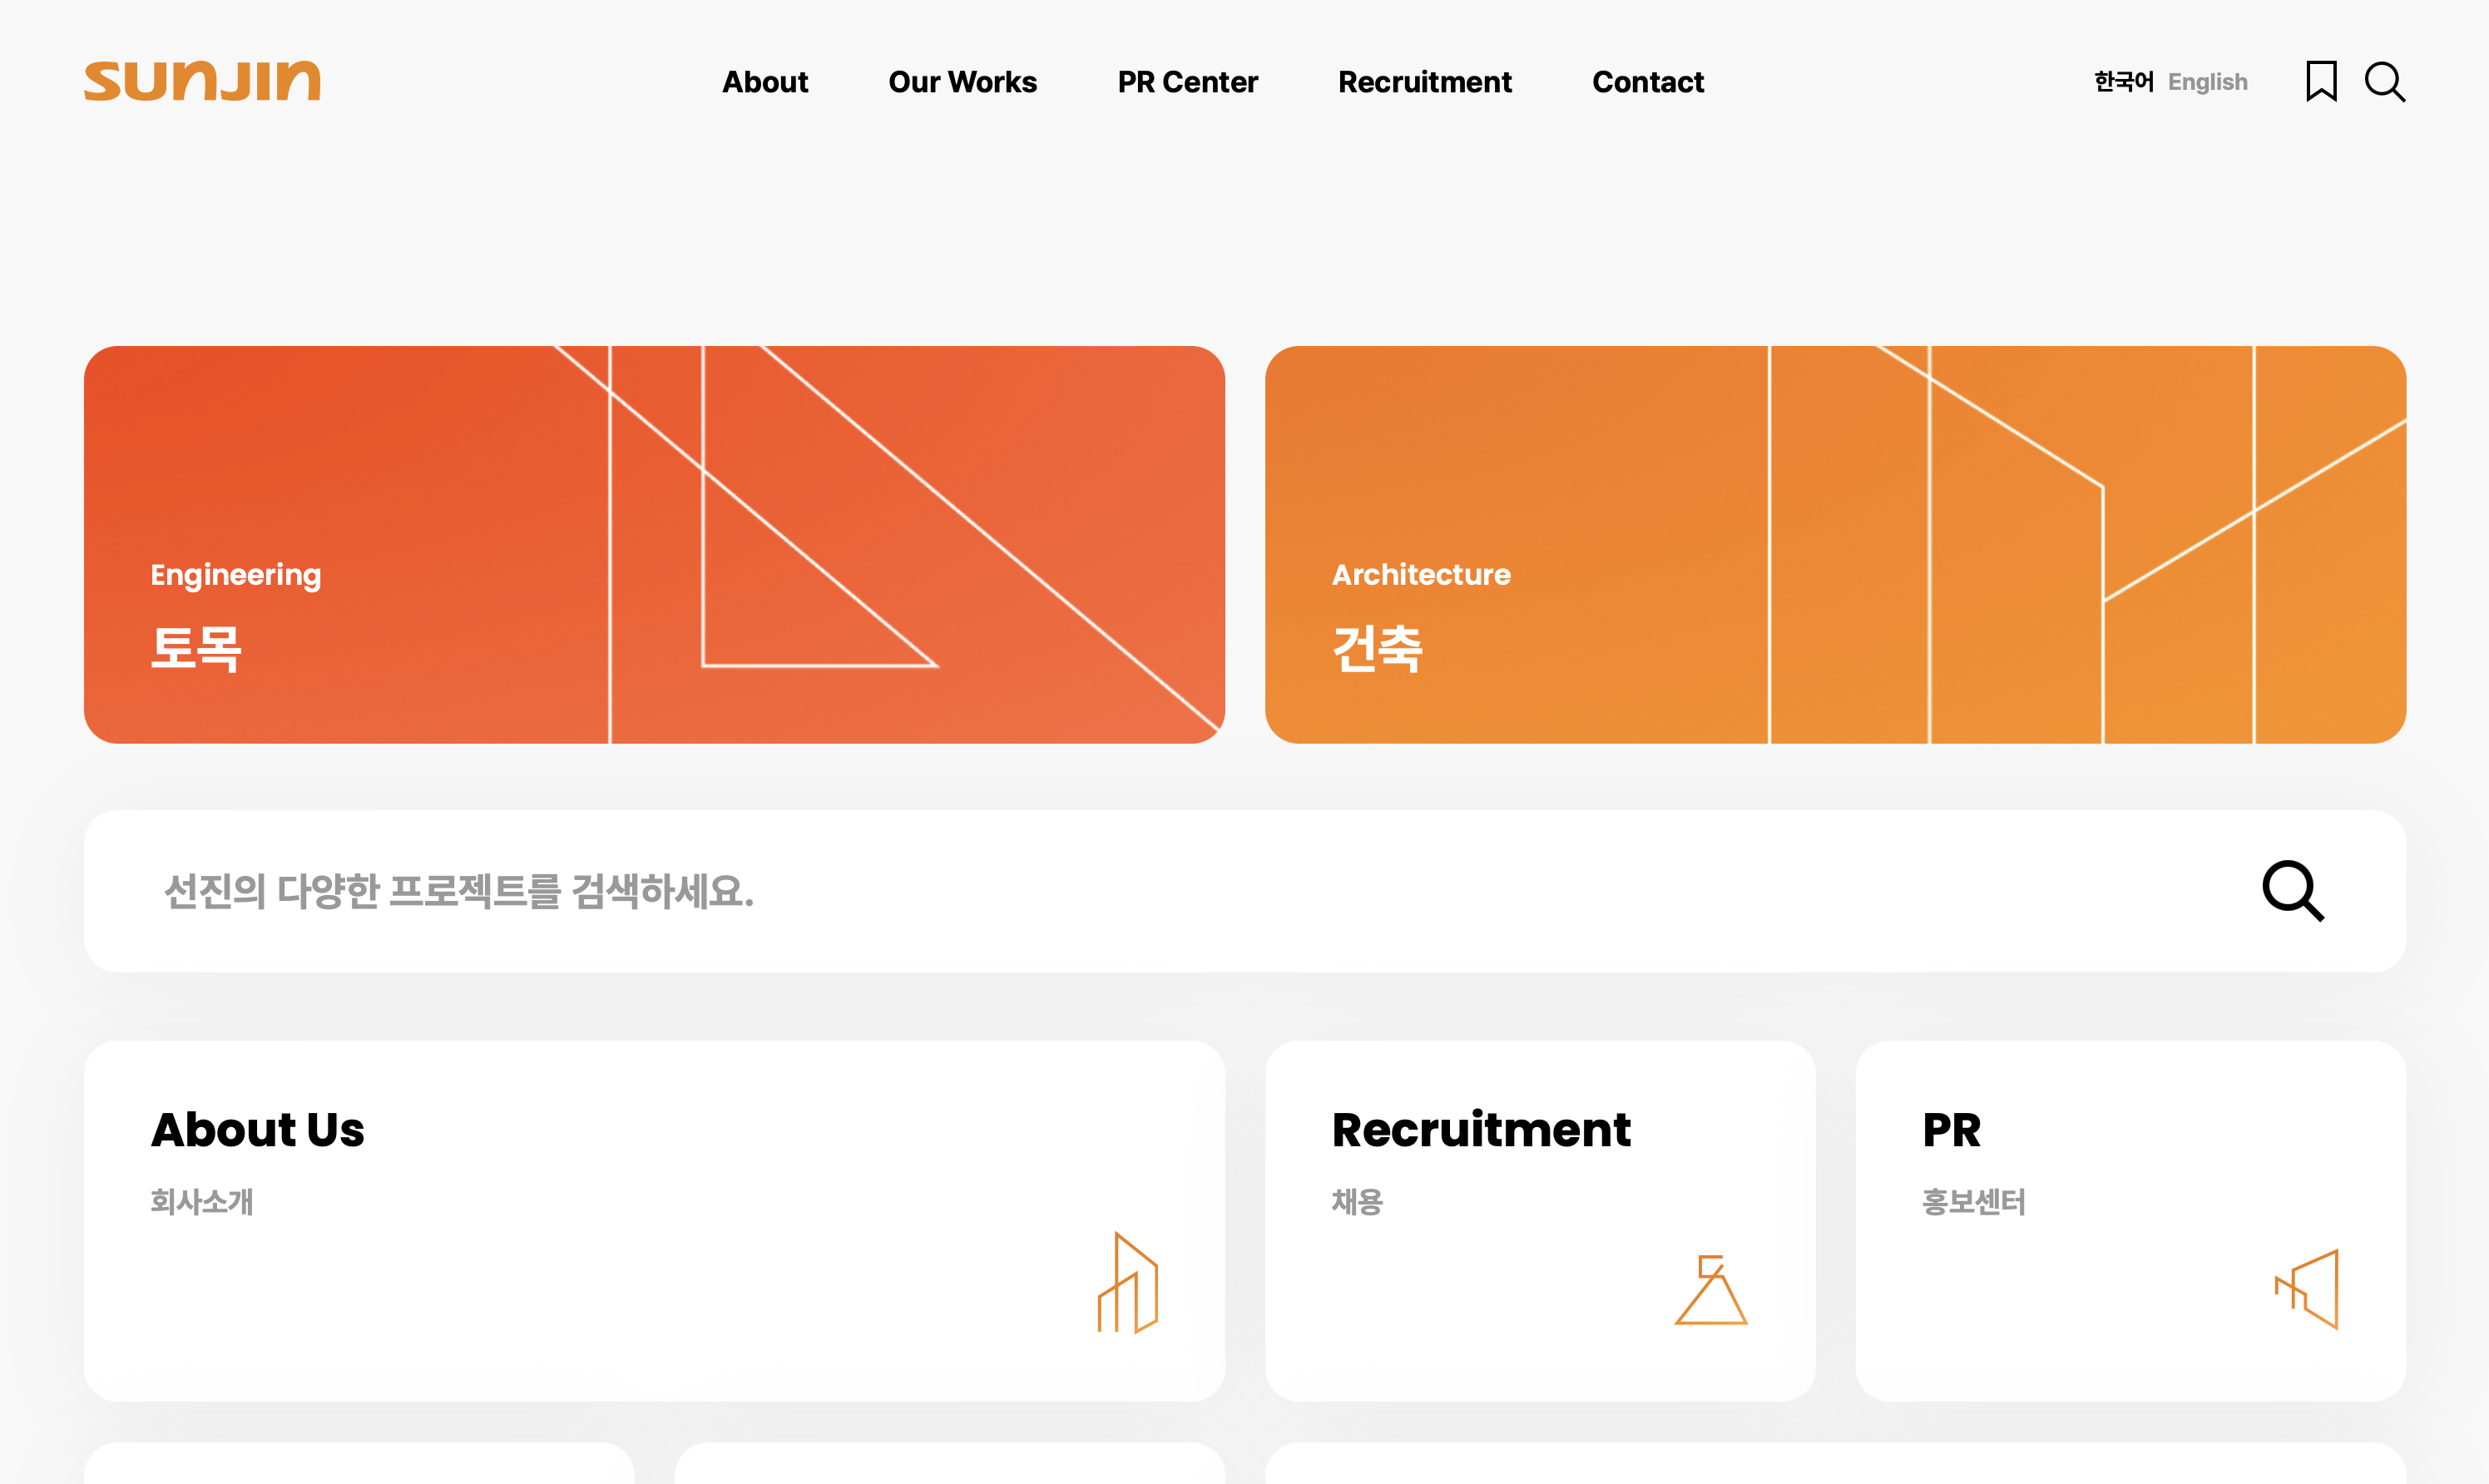 sunjin
About Our Works PR Center Recruitment Contact 한국어 English
Engineering
토목
Architecture
건축
선진의 다양한 프로젝트를 검색하세요.
About Us
회사소개
Recruitment
채용
PR
홍보센터